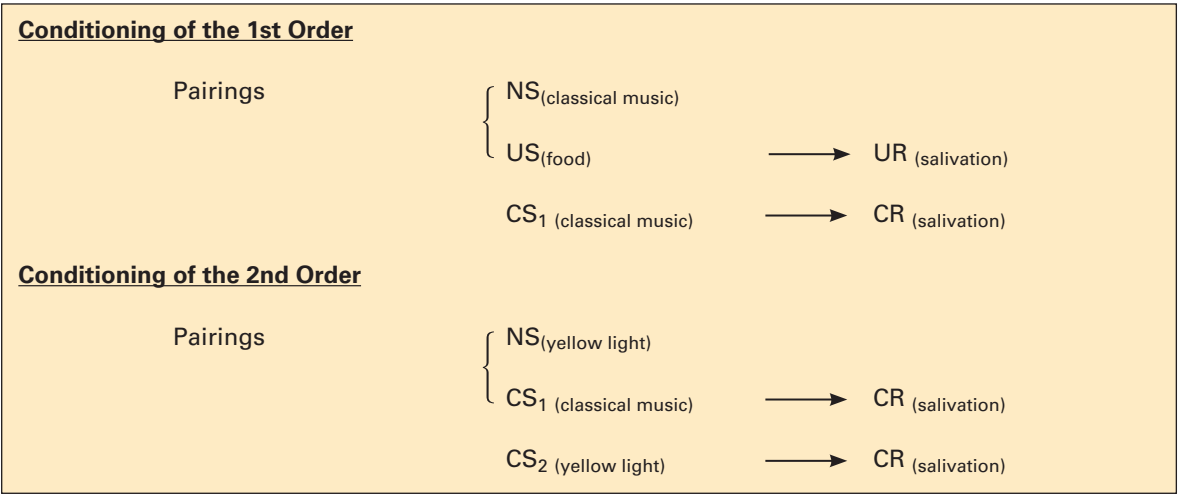 Conditioning of the 1st Order
Pairings NS(classical music)
US(food) UR (salivation)
CS1 (classical music) CR (salivation)
Conditioning of the 2nd Order
Pairings NS(yellow light)
CS1 (classical music) CR (salivation)
CS2 (yellow light) CR (salivation)